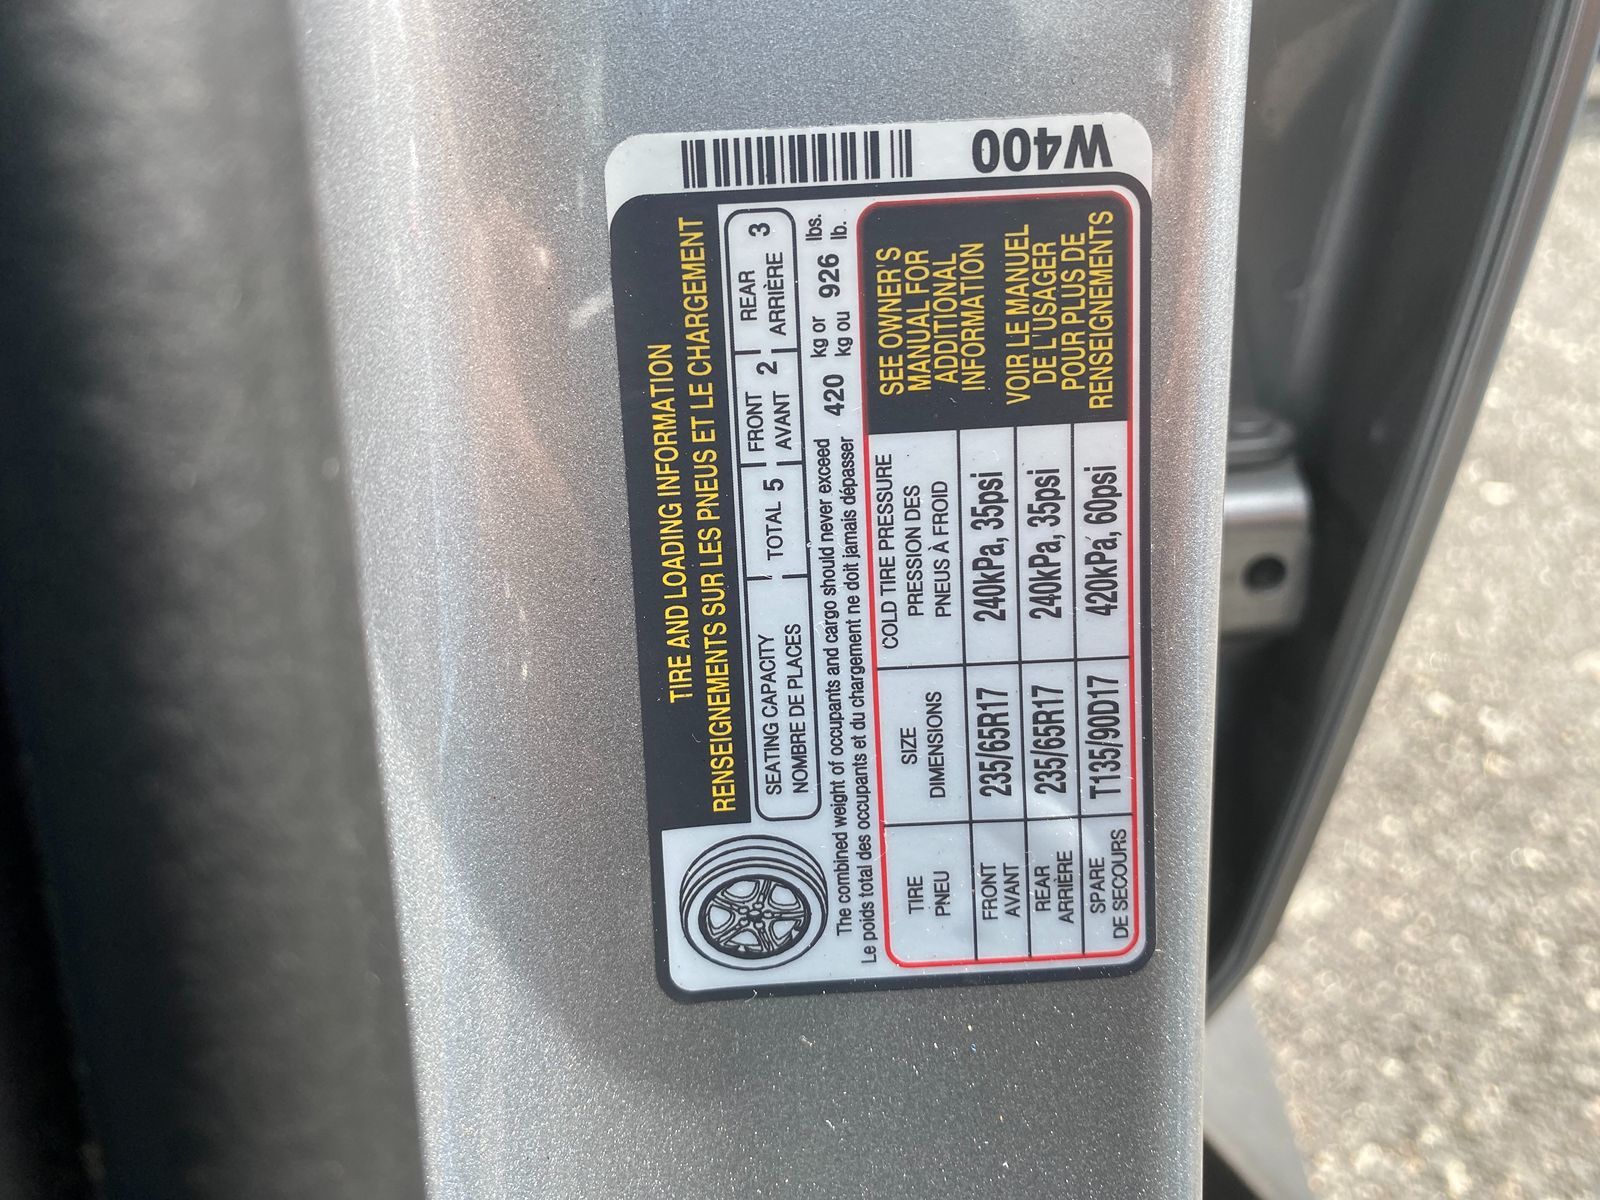 TIRE AND LOADING INFORMATION
RENSEIGNEMENTS SUR LES PNEUS ET LE CHARGEMENT
SEATING CAPACITY
NOMBRE DE PLACES
TOTAL 5
FRONT
AVANT 2
REAR
ARRIÈRE 3
The combined weight of occupants and cargo should never exceed 420 kg or 926 lbs.
Le poids total des occupants et du chargement ne doit jamais dépasser kg ou lb.
TIRE
PNEU
SIZE
DIMENSIONS
COLD TIRE PRESSURE
PRESSION DES
PNEUS À FROID
FRONT
AVANT
235/65R17
240kPa, 35psi
REAR
ARRIÈRE
235/65R17
240kPa, 35psi
SPARE
DE SECOURS
T135/90D17
420kPa, 60psi
SEE OWNER'S
MANUAL FOR
ADDITIONAL
INFORMATION
VOIR LE MANUEL
DE L'USAGER
POUR PLUS DE
RENSEIGNEMENTS
W400